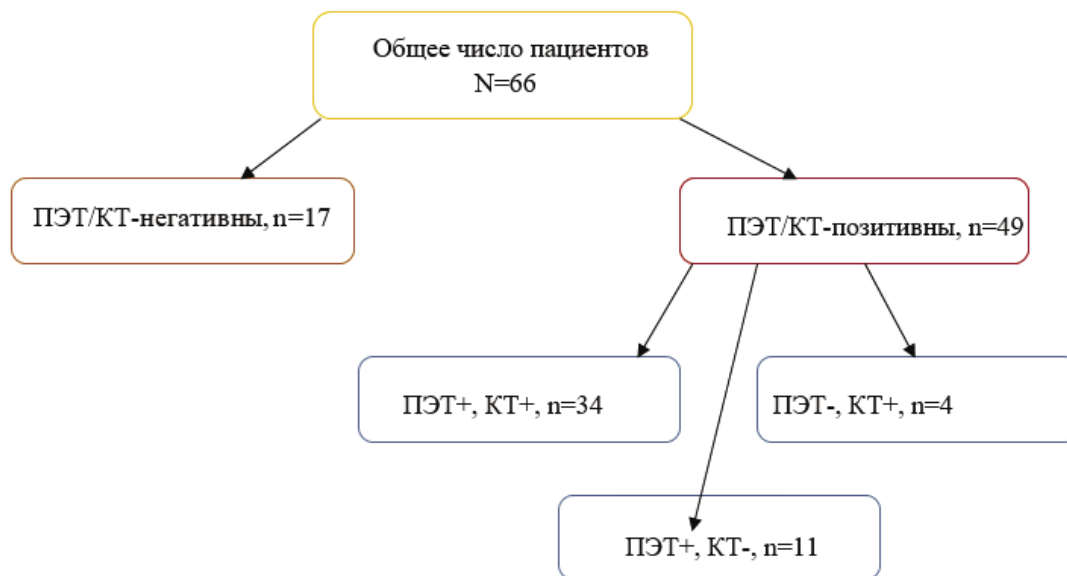 Общее число пациентов
N=66
ПЭТ/КТ-негативны, n=17
ПЭТ/КТ-позитивны, n=49
ПЭТ+, КТ+, n=34
ПЭТ-, КТ+, n=4
ПЭТ+, КТ-, n=11